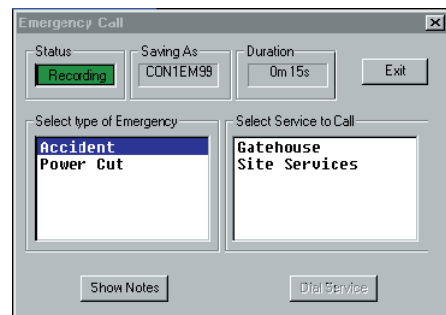 Emergency Call
Status
Saving As
Duration
Recording
CON1EM99
0m 15s
Exit
Select type of Emergency
Select Service to Call
Accident
Power Cut
Gatehouse
Site Services
Show Notes
Dial Service